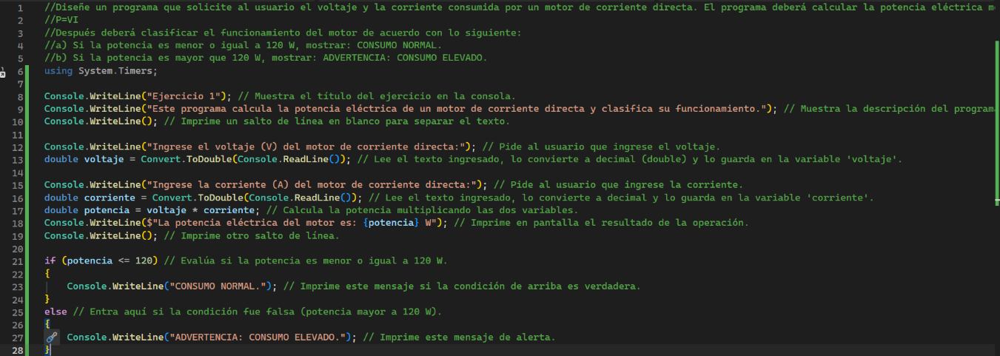 1 //Diseñe un programa que solicite al usuario el voltaje y la corriente consumida por un motor de corriente directa. El programa deberá calcular la potencia eléctrica
2 //P=VI
3 //Después deberá clasificar el funcionamiento del motor de acuerdo con lo siguiente:
4 //a) Si la potencia es menor o igual a 120 W, mostrar: CONSUMO NORMAL.
5 //b) Si la potencia es mayor que 120 W, mostrar: ADVERTENCIA: CONSUMO ELEVADO.
6 using System.Timers;
7
8 Console.WriteLine("Ejercicio 1"); // Muestra el título del ejercicio en la consola.
9 Console.WriteLine("Este programa calcula la potencia eléctrica de un motor de corriente directa y clasifica su funcionamiento."); // Muestra la descripción del program
10 Console.WriteLine(); // Imprime un salto de línea en blanco para separar el texto.
11
12 Console.WriteLine("Ingrese el voltaje (V) del motor de corriente directa:"); // Pide al usuario que ingrese el voltaje.
13 double voltaje = Convert.ToDouble(Console.ReadLine()); // Lee el texto ingresado, lo convierte a decimal (double) y lo guarda en la variable 'voltaje'.
14
15 Console.WriteLine("Ingrese la corriente (A) del motor de corriente directa:"); // Pide al usuario que ingrese la corriente.
16 double corriente = Convert.ToDouble(Console.ReadLine()); // Lee el texto ingresado, lo convierte a decimal y lo guarda en la variable 'corriente'.
17 double potencia = voltaje * corriente; // Calcula la potencia multiplicando las dos variables.
18 Console.WriteLine($"La potencia eléctrica del motor es: {potencia} W"); // Imprime en pantalla el resultado de la operación.
19 Console.WriteLine(); // Imprime otro salto de línea.
20
21 if (potencia <= 120) // Evalúa si la potencia es menor o igual a 120 W.
22 {
23 Console.WriteLine("CONSUMO NORMAL."); // Imprime este mensaje si la condición de arriba es verdadera.
24 }
25 else // Entra aquí si la condición fue falsa (potencia mayor a 120 W).
26 {
27 Console.WriteLine("ADVERTENCIA: CONSUMO ELEVADO."); // Imprime este mensaje de alerta.
28 }